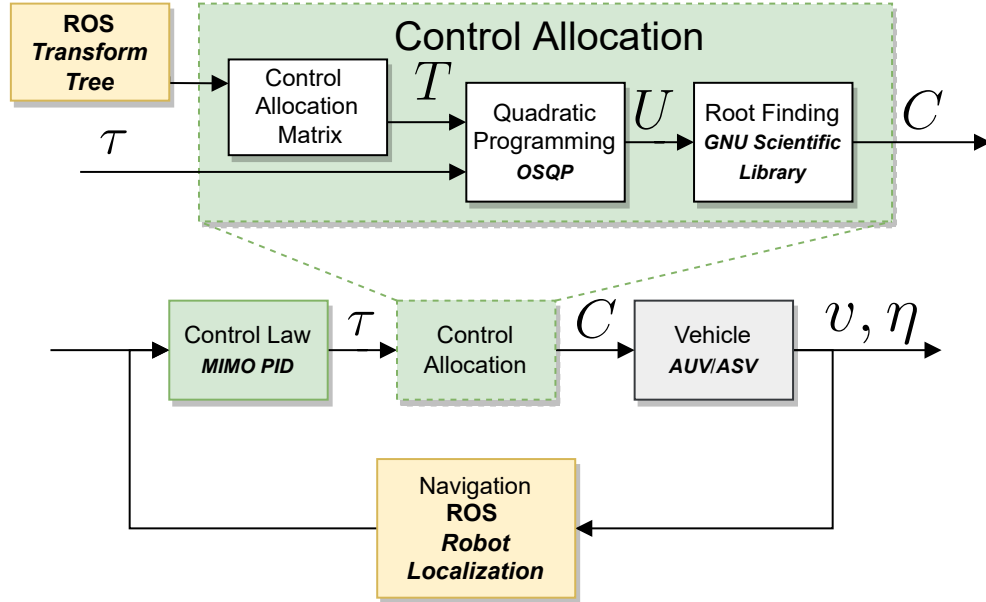 ROS
Transform
Tree
Control Allocation
Control
Allocation
Matrix
T
Quadratic
Programming
OSQP
U
Root Finding
GNU Scientific
Library
C
τ
Control Law
MIMO PID
τ
Control
Allocation
C
Vehicle
AUV/ASV
υ, η
Navigation
ROS
Robot
Localization